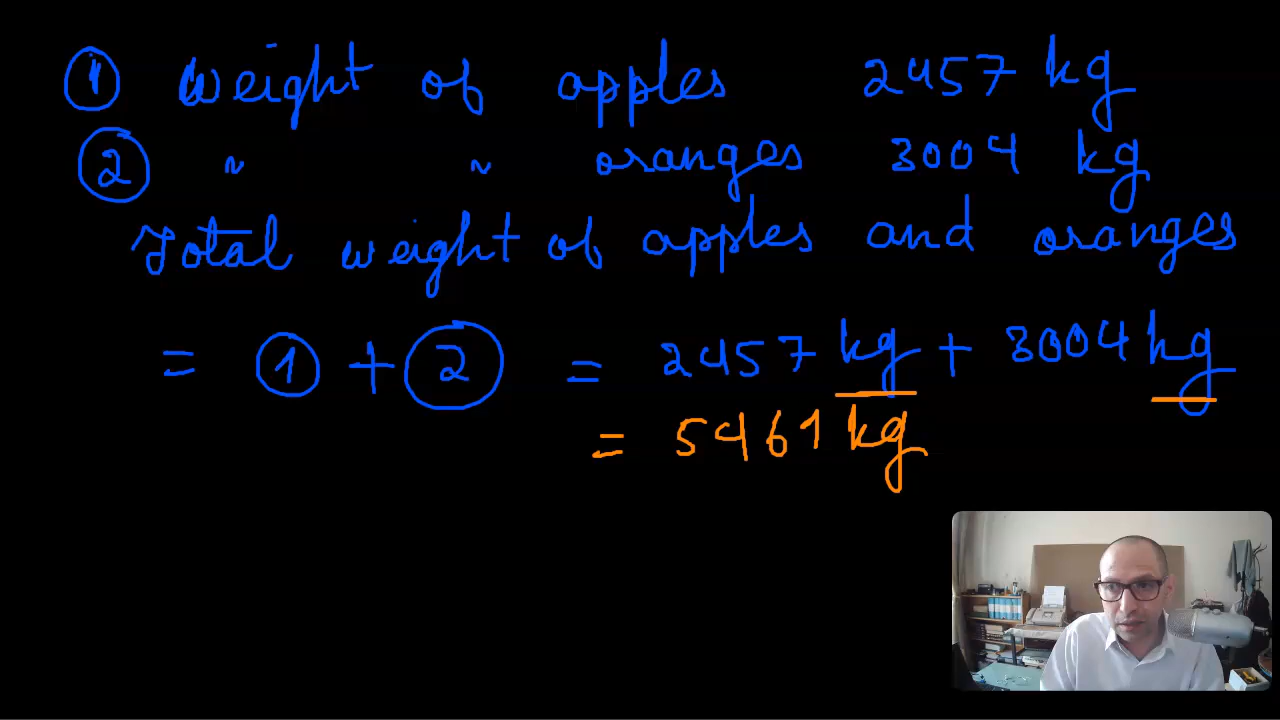 ① Weight of apples 2457 kg
② " " oranges 3004 kg
Total weight of apples and oranges
= ① + ② = 2457 kg + 3004 kg
= 5461 kg